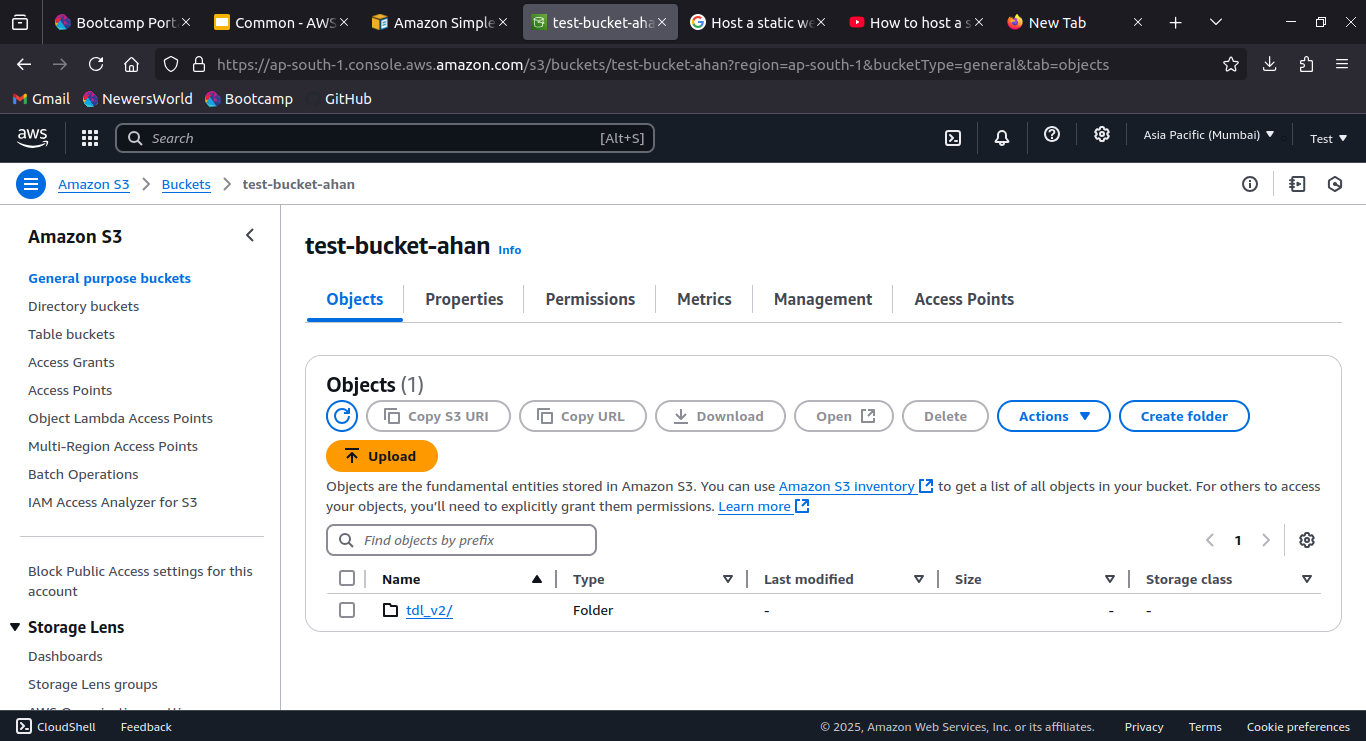 Bootcamp Port
Common - AWS
Amazon Simple
test-bucket-aha
Host a static we
How to host a s
New Tab
https://ap-south-1.console.aws.amazon.com/s3/buckets/test-bucket-ahan?region=ap-south-1&bucketType=general&tab=objects
Gmail
NewersWorld
Bootcamp
GitHub
aws
Search
[Alt+S]
Asia Pacific (Mumbai)
Test
Amazon S3
Buckets
test-bucket-ahan
Amazon S3
General purpose buckets
Directory buckets
Table buckets
Access Grants
Access Points
Object Lambda Access Points
Multi-Region Access Points
Batch Operations
IAM Access Analyzer for S3
Block Public Access settings for this
account
Storage Lens
Dashboards
Storage Lens groups
test-bucket-ahan Info
Objects
Properties
Permissions
Metrics
Management
Access Points
Objects (1)
Copy S3 URI
Copy URL
Download
Open
Delete
Actions
Create folder
Upload
Objects are the fundamental entities stored in Amazon S3. You can use Amazon S3 inventory to get a list of all objects in your bucket. For others to access
your objects, you'll need to explicitly grant them permissions. Learn more
Find objects by prefix
1
Name
Type
Last modified
Size
Storage class
tdl_v2/
Folder
-
-
-
CloudShell
Feedback
© 2025, Amazon Web Services, Inc. or its affiliates.
Privacy
Terms
Cookie preferences